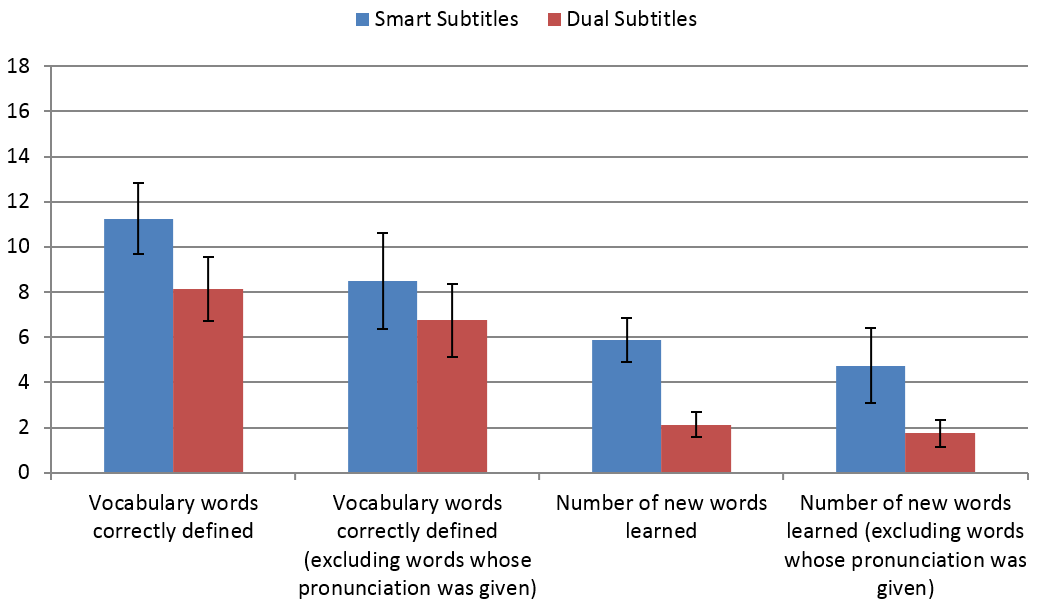 Smart Subtitles Dual Subtitles
18
16
14
12
10
8
6
4
2
0
Vocabulary words
correctly defined
Vocabulary words
correctly defined
(excluding words whose
pronunciation was given)
Number of new words
learned
Number of new words
learned (excluding words
whose pronunciation was
given)